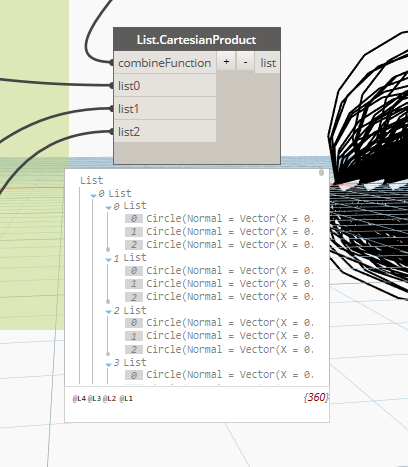 List.CartesianProduct
combineFunction + - list
list0
list1
list2
List
0 List
0 List
0 Circle(Normal = Vector(X = 0.
1 Circle(Normal = Vector(X = 0.
2 Circle(Normal = Vector(X = 0.
1 List
0 Circle(Normal = Vector(X = 0.
1 Circle(Normal = Vector(X = 0.
2 Circle(Normal = Vector(X = 0.
2 List
0 Circle(Normal = Vector(X = 0.
1 Circle(Normal = Vector(X = 0.
2 Circle(Normal = Vector(X = 0.
3 List
0 Circle(Normal = Vector(X = 0.
@L4 @L3 @L2 @L1 {360}